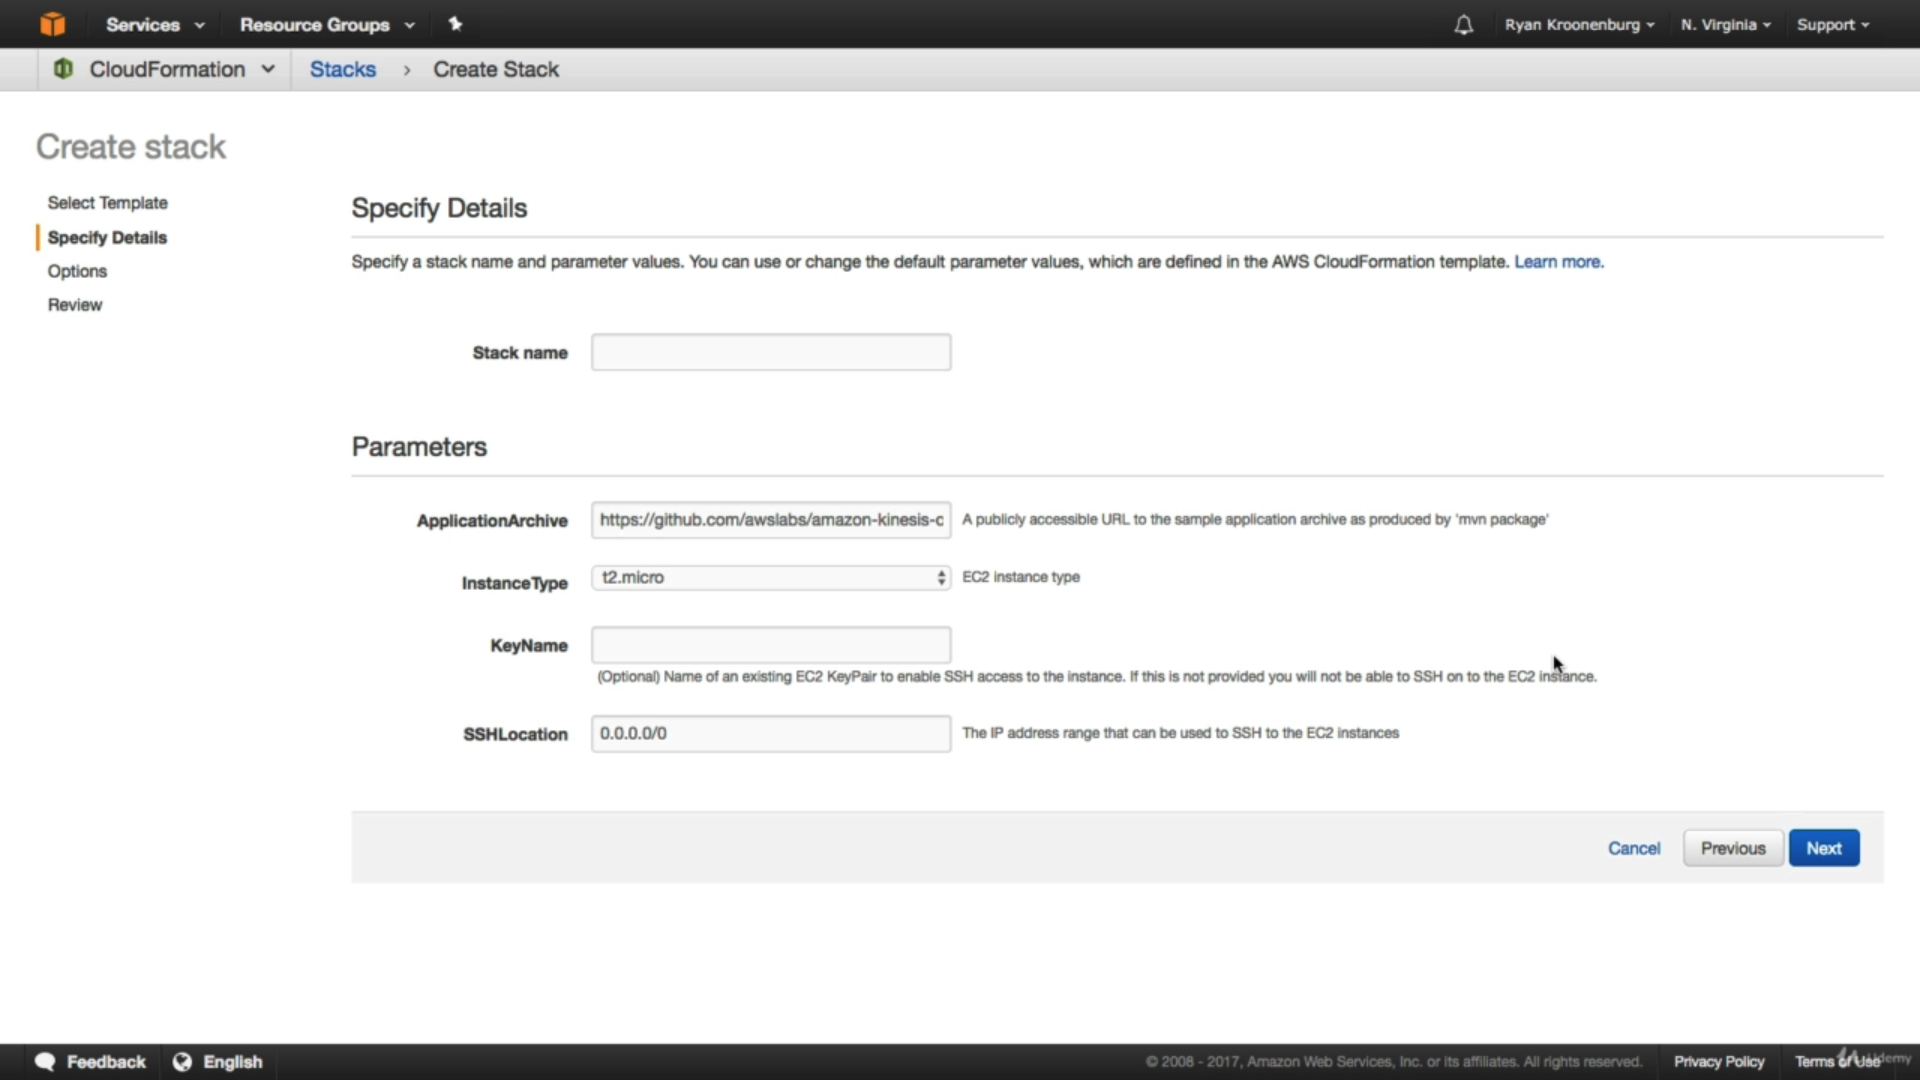 Services Resource Groups Ryan Kroonenburg N. Virginia Support
CloudFormation Stacks › Create Stack
Create stack
Select Template
Specify Details
Options
Review
Specify Details
Specify a stack name and parameter values. You can use or change the default parameter values, which are defined in the AWS CloudFormation template. Learn more.
Stack name
Parameters
ApplicationArchive https://github.com/awslabs/amazon-kinesis-c A publicly accessible URL to the sample application archive as produced by 'mvn package'
InstanceType t2.micro EC2 instance type
KeyName
(Optional) Name of an existing EC2 KeyPair to enable SSH access to the instance. If this is not provided you will not be able to SSH on to the EC2 instance.
SSHLocation 0.0.0.0/0 The IP address range that can be used to SSH to the EC2 instances
Cancel Previous Next
Feedback English © 2008 - 2017, Amazon Web Services, Inc. or its affiliates. All rights reserved. Privacy Policy Terms of Use
Udemy